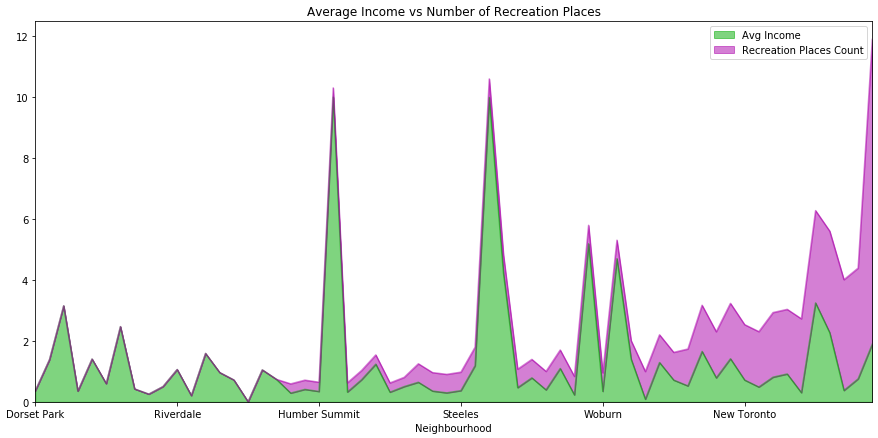 Average Income vs Number of Recreation Places
Avg Income
Recreation Places Count
12
10
8
6
4
2
0
Dorset Park Riverdale Humber Summit Steeles Woburn New Toronto
Neighbourhood